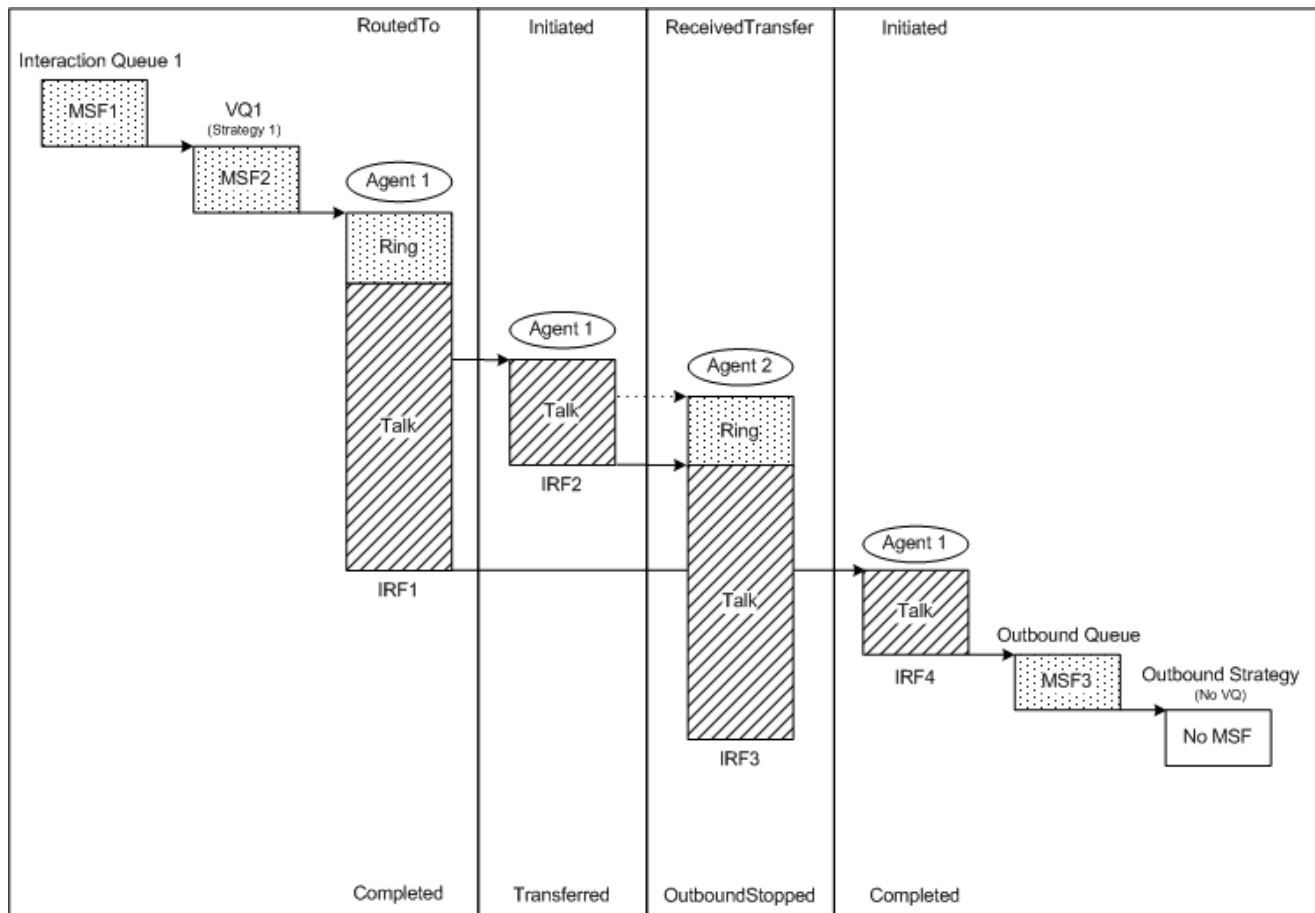 RoutedTo
Initiated
ReceivedTransfer
Initiated
Interaction Queue 1
MSF1
VQ1
(Strategy 1)
MSF2
Agent 1
Ring
Talk
IRF1
Agent 1
Talk
IRF2
Agent 2
Ring
Talk
IRF3
Agent 1
Talk
IRF4
Outbound Queue
MSF3
Outbound Strategy
(No VQ)
No MSF
Completed
Transferred
OutboundStopped
Completed